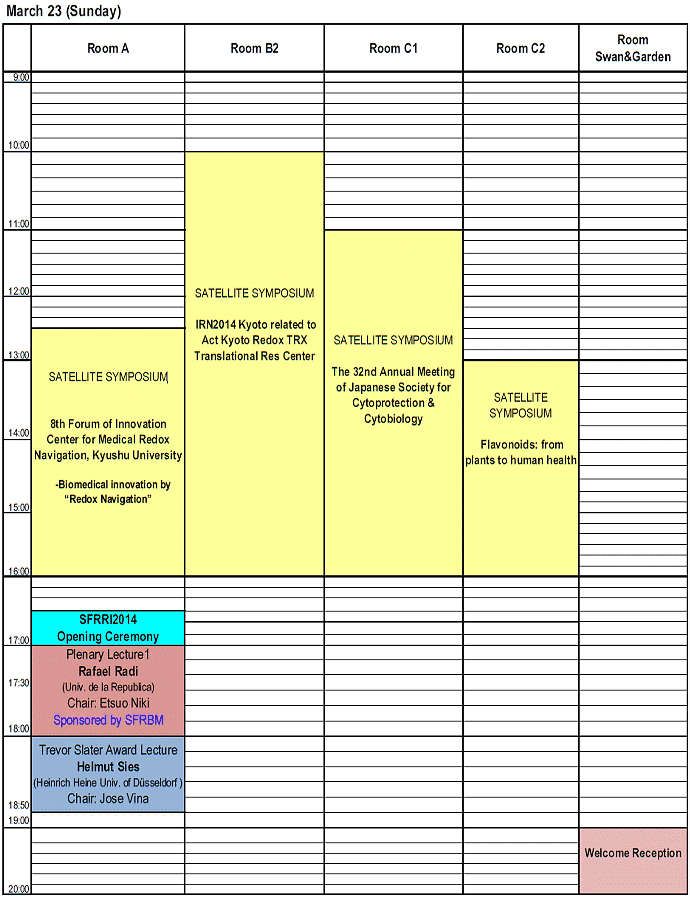 March 23 (Sunday)
Room A
Room B2
Room C1
Room C2
Room
Swan&Garden
9:00
10:00
11:00
12:00
13:00
14:00
15:00
16:00
17:00
17:30
18:00
18:50
19:00
20:00
SATELLITE SYMPOSIUM
8th Forum of Innovation
Center for Medical Redox
Navigation, Kyushu University
-Biomedical innovation by
“Redox Navigation”
SFRRI2014
Opening Ceremony
Plenary Lecture1
Rafael Radi
(Univ. de la Republica)
Chair: Etsuo Niki
Sponsored by SFRBM
Trevor Slater Award Lecture
Helmut Sies
(Heinrich Heine Univ. of Düsseldorf )
Chair: Jose Vina
SATELLITE SYMPOSIUM
IRN2014 Kyoto related to
Act Kyoto Redox TRX
Translational Res Center
SATELLITE SYMPOSIUM
The 32nd Annual Meeting
of Japanese Society for
Cytoprotection &
Cytobiology
SATELLITE
SYMPOSIUM
Flavonoids: from
plants to human health
Welcome Reception